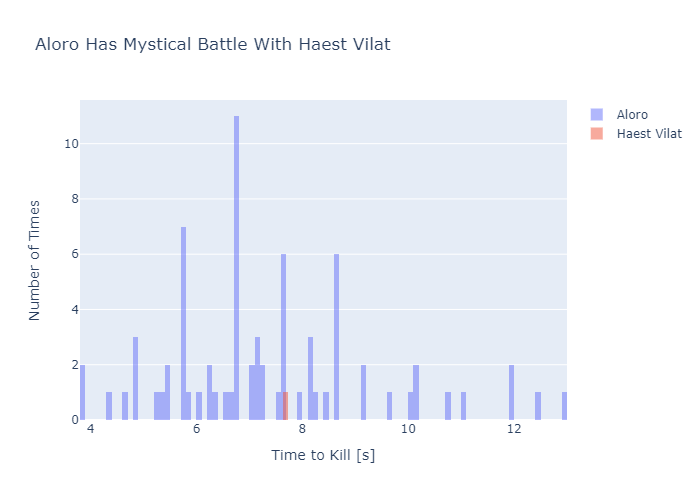 Aloro Has Mystical Battle With Haest Vilat
Aloro
Haest Vilat
10
8
6
4
2
0
Number of Times
4 6 8 10 12
Time to Kill [s]